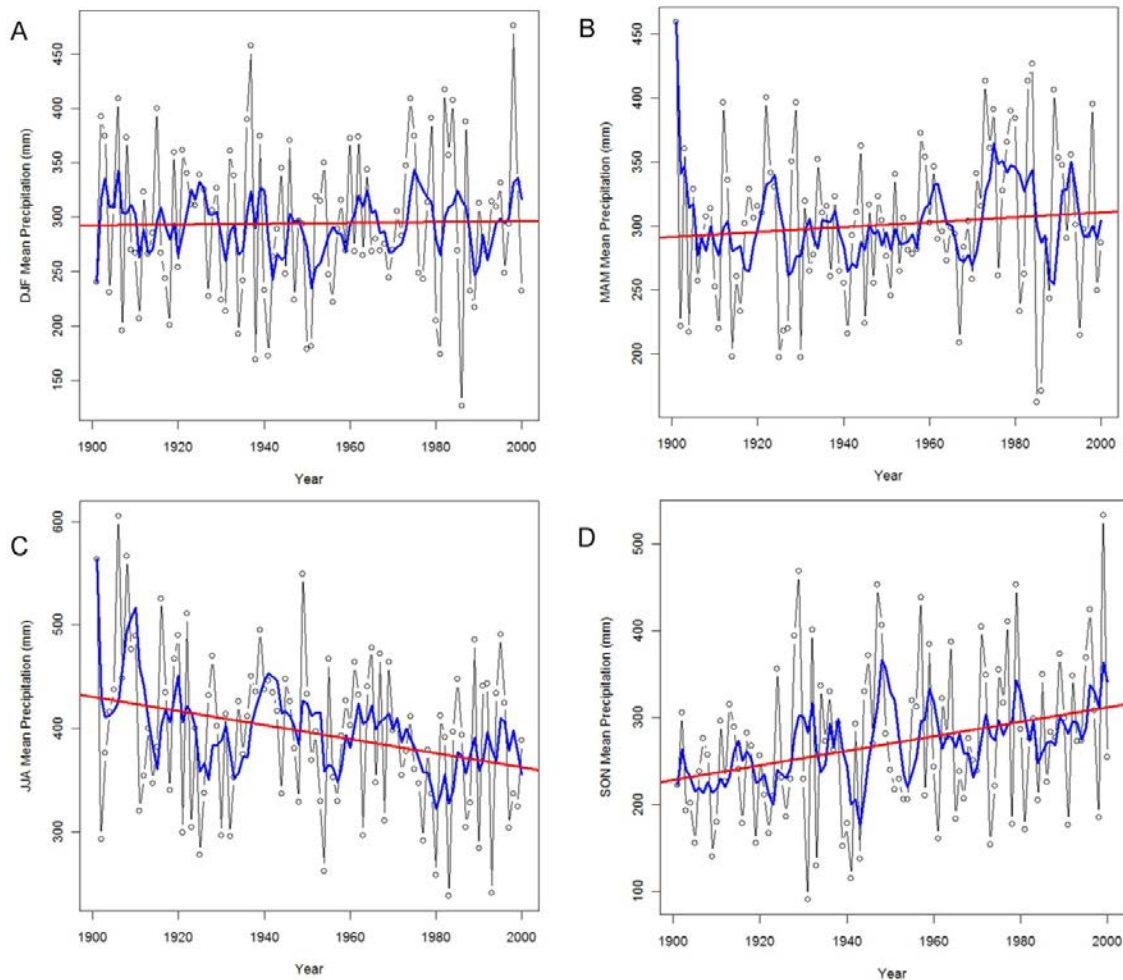 A
DJF Mean Precipitation (mm)
450
400
350
300
250
200
150
1900 1920 1940 1960 1980 2000
Year
B
MAM Mean Precipitation (mm)
450
400
350
300
250
200
1900 1920 1940 1960 1980 2000
Year
C
JJA Mean Precipitation (mm)
600
500
400
300
1900 1920 1940 1960 1980 2000
Year
D
SON Mean Precipitation (mm)
500
400
300
200
100
1900 1920 1940 1960 1980 2000
Year